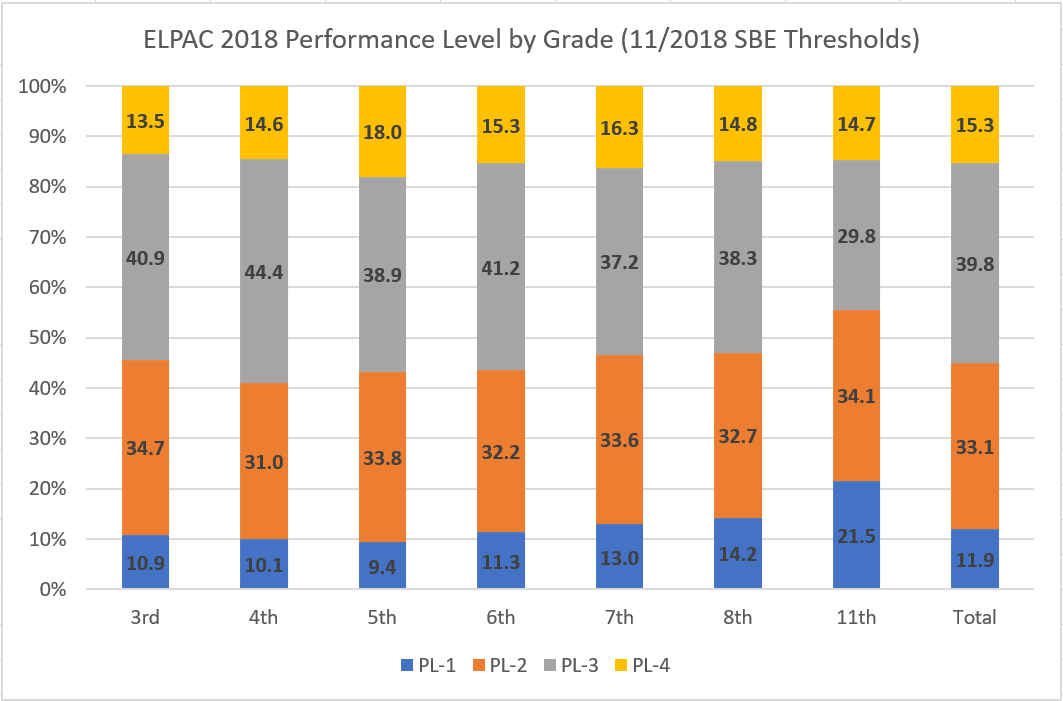 ELPAC 2018 Performance Level by Grade (11/2018 SBE Thresholds)
100%
90%
80%
70%
60%
50%
40%
30%
20%
10%
0%
13.5 14.6 18.0 15.3 16.3 14.8 14.7 15.3
40.9 44.4 38.9 41.2 37.2 38.3 29.8 39.8
34.7 31.0 33.8 32.2 33.6 32.7 34.1 33.1
10.9 10.1 9.4 11.3 13.0 14.2 21.5 11.9
3rd 4th 5th 6th 7th 8th 11th Total
PL-1 PL-2 PL-3 PL-4